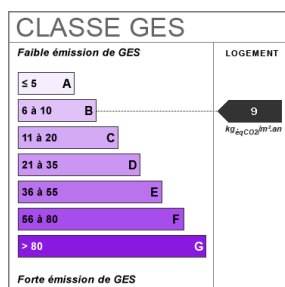 CLASSE GES
Faible émission de GES
LOGEMENT
≤ 5 A
6 à 10 B
9
kgéqCO2/m².an
11 à 20 C
21 à 35 D
36 à 55 E
56 à 80 F
> 80 G
Forte émission de GES